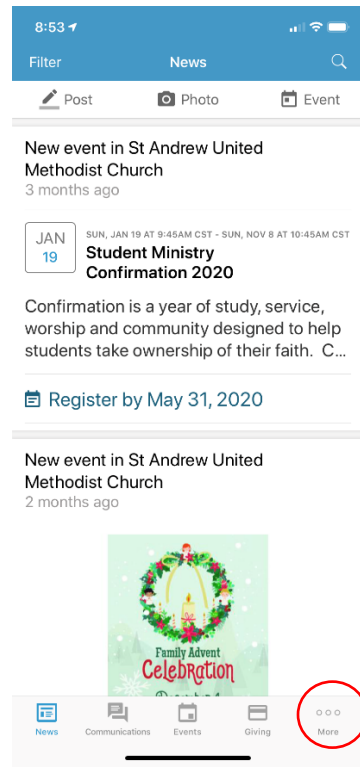 8:53
Filter
News
Post
Photo
Event
New event in St Andrew United
Methodist Church
3 months ago
JAN
19
SUN, JAN 19 AT 9:45AM CST - SUN, NOV 8 AT 10:45AM CST
Student Ministry
Confirmation 2020
Confirmation is a year of study, service,
worship and community designed to help
students take ownership of their faith. C...
Register by May 31, 2020
New event in St Andrew United
Methodist Church
2 months ago
Family Advent
Celebration
News
Communications
Events
Giving
More